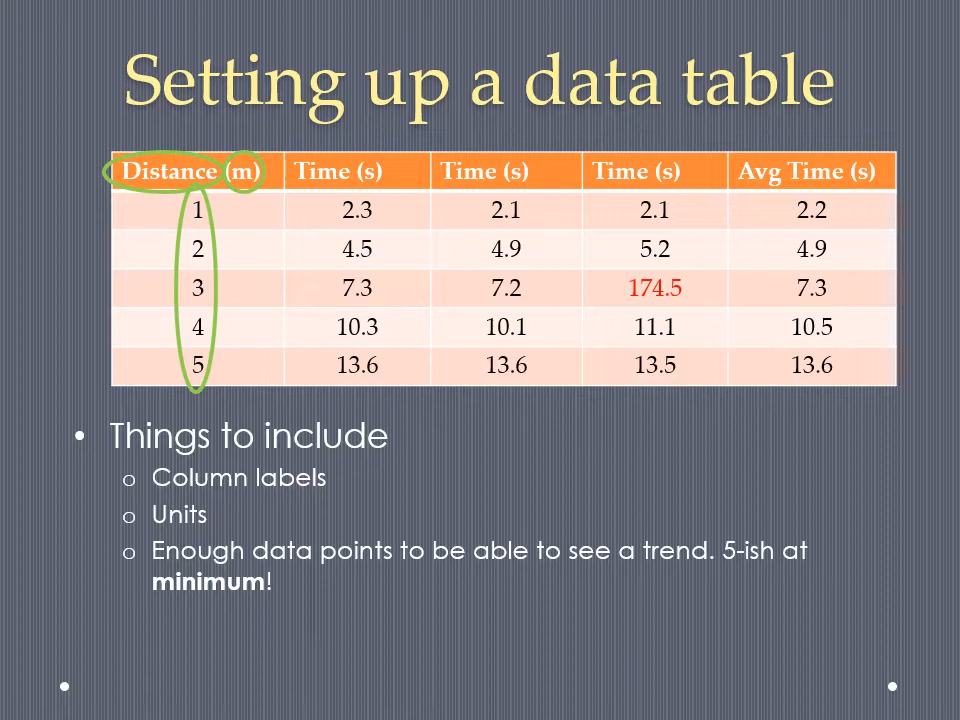 Setting up a data table
Distance (m) Time (s) Time (s) Time (s) Avg Time (s)
1 2.3 2.1 2.1 2.2
2 4.5 4.9 5.2 4.9
3 7.3 7.2 174.5 7.3
4 10.3 10.1 11.1 10.5
5 13.6 13.6 13.5 13.6
• Things to include
o Column labels
o Units
o Enough data points to be able to see a trend. 5-ish at
minimum!